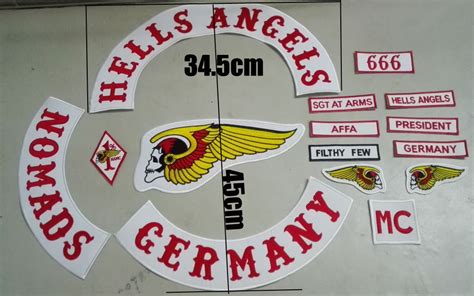 HELLS ANGELS
34.5cm
666
SGT AT ARMS
HELLS ANGELS
AFFA
PRESIDENT
FILTHY FEW
GERMANY
NOMADS
45cm
MC
GERMANY